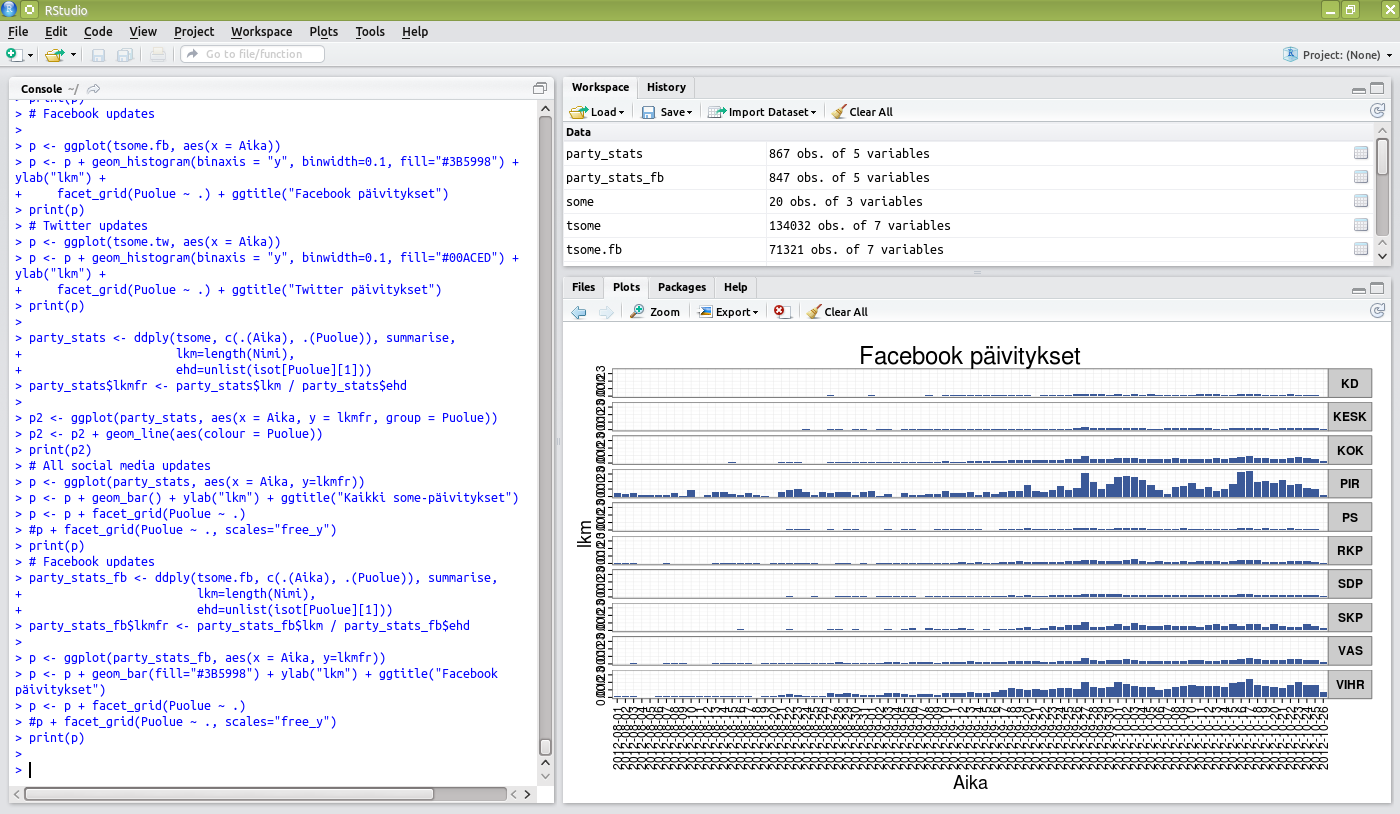 RStudio
File Edit Code View Project Workspace Plots Tools Help
Go to file/function
Project: (None)
Console ~/
> print(p)
> # Facebook updates
>
> p <- ggplot(tsome.fb, aes(x = Aika))
> p <- p + geom_histogram(binaxis = "y", binwidth=0.1, fill="#3B5998") +
ylab("lkm") +
+     facet_grid(Puolue ~ .) + ggtitle("Facebook päivitykset")
> print(p)
> # Twitter updates
> p <- ggplot(tsome.tw, aes(x = Aika))
> p <- p + geom_histogram(binaxis = "y", binwidth=0.1, fill="#00ACED") +
ylab("lkm") +
+     facet_grid(Puolue ~ .) + ggtitle("Twitter päivitykset")
> print(p)
>
> party_stats <- ddply(tsome, c(.(Aika), .(Puolue)), summarise,
+                      lkm=length(Nimi),
+                      ehd=unlist(isot[Puolue][1]))
> party_stats$lkmfr <- party_stats$lkm / party_stats$ehd
>
> p2 <- ggplot(party_stats, aes(x = Aika, y = lkmfr, group = Puolue))
> p2 <- p2 + geom_line(aes(colour = Puolue))
> print(p2)
> # All social media updates
> p <- ggplot(party_stats, aes(x = Aika, y=lkmfr))
> p <- p + geom_bar() + ylab("lkm") + ggtitle("Kaikki some-päivitykset")
> p <- p + facet_grid(Puolue ~ .)
> #p + facet_grid(Puolue ~ ., scales="free_y")
> print(p)
> # Facebook updates
> party_stats_fb <- ddply(tsome.fb, c(.(Aika), .(Puolue)), summarise,
+                         lkm=length(Nimi),
+                         ehd=unlist(isot[Puolue][1]))
> party_stats_fb$lkmfr <- party_stats_fb$lkm / party_stats_fb$ehd
>
> p <- ggplot(party_stats_fb, aes(x = Aika, y=lkmfr))
> p <- p + geom_bar(fill="#3B5998") + ylab("lkm") + ggtitle("Facebook
päivitykset")
> p <- p + facet_grid(Puolue ~ .)
> #p + facet_grid(Puolue ~ ., scales="free_y")
> print(p)
>
>
Workspace History
Load Save Import Dataset Clear All
Data
party_stats 867 obs. of 5 variables
party_stats_fb 847 obs. of 5 variables
some 20 obs. of 3 variables
tsome 134032 obs. of 7 variables
tsome.fb 71321 obs. of 7 variables
Files Plots Packages Help
Zoom Export Clear All
Facebook päivitykset
KD
KESK
KOK
PIR
PS
RKP
SDP
SKP
VAS
VIHR
lkm
Aika